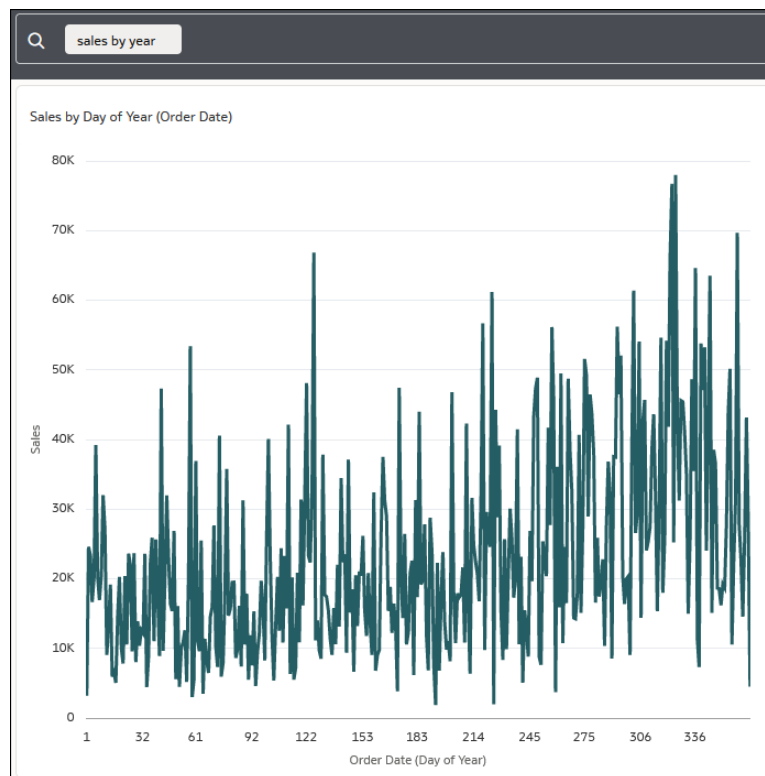 sales by year
Sales by Day of Year (Order Date)
80K
70K
60K
50K
40K
30K
20K
10K
0
Sales
1 32 61 92 122 153 183 214 245 275 306 336
Order Date (Day of Year)